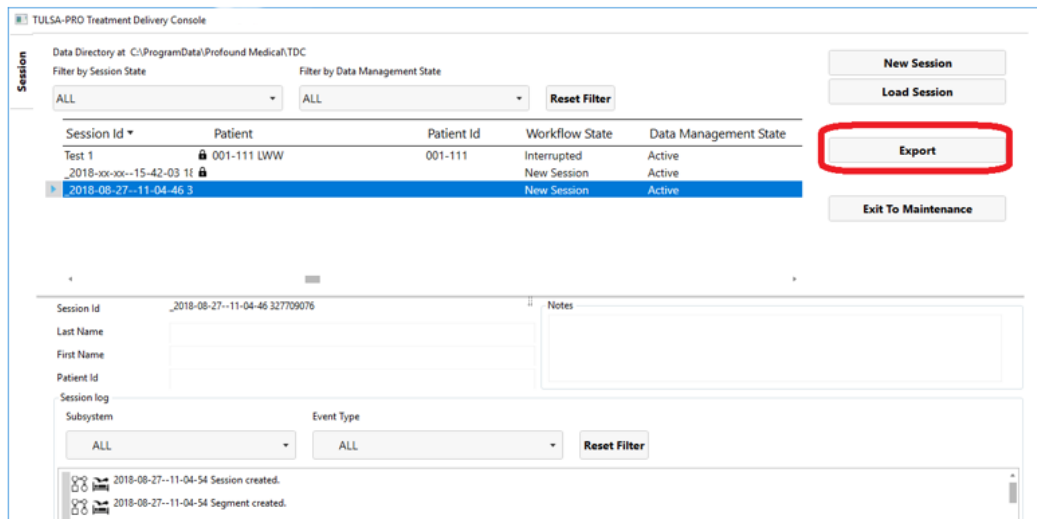 TULSA-PRO Treatment Delivery Console
Session
Data Directory at C:\ProgramData\Profound Medical\TDC
Filter by Session State Filter by Data Management State
ALL ALL Reset Filter
New Session
Load Session
Export
Exit To Maintenance
Session Id Patient Patient Id Workflow State Data Management State
Test 1 001-111 LWW 001-111 Interrupted Active
_2018-xx-xx--15-42-03 18 New Session Active
_2018-08-27--11-04-46 3 New Session Active
Session Id _2018-08-27--11-04-46 327709076 Notes
Last Name
First Name
Patient Id
Session log
Subsystem Event Type
ALL ALL Reset Filter
2018-08-27--11-04-54 Session created.
2018-08-27--11-04-54 Segment created.